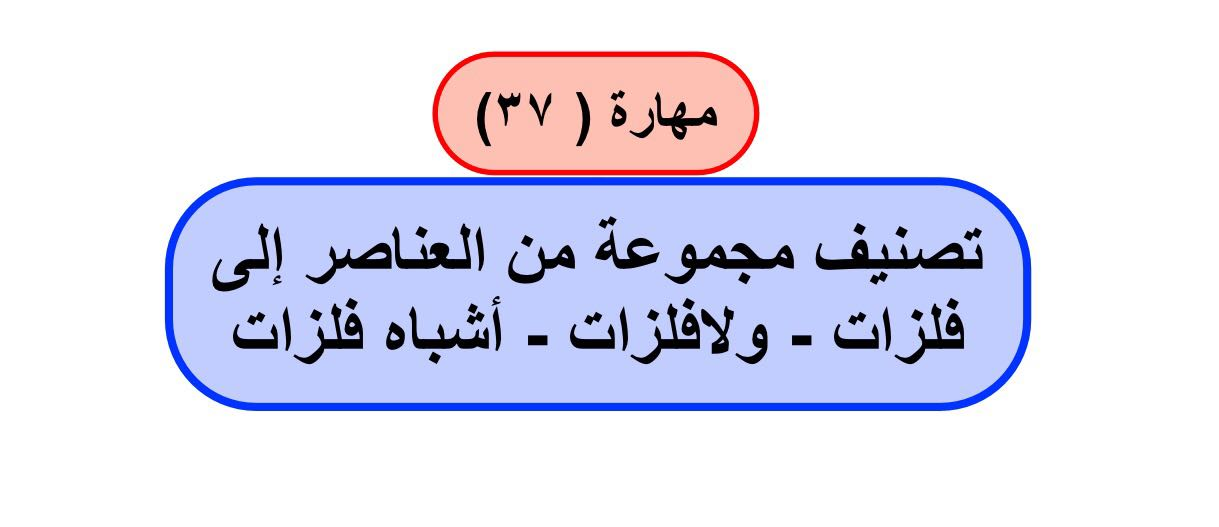 مهارة ( ٣٧)
تصنيف مجموعة من العناصر إلى
فلزات - ولافلزات - أشباه فلزات